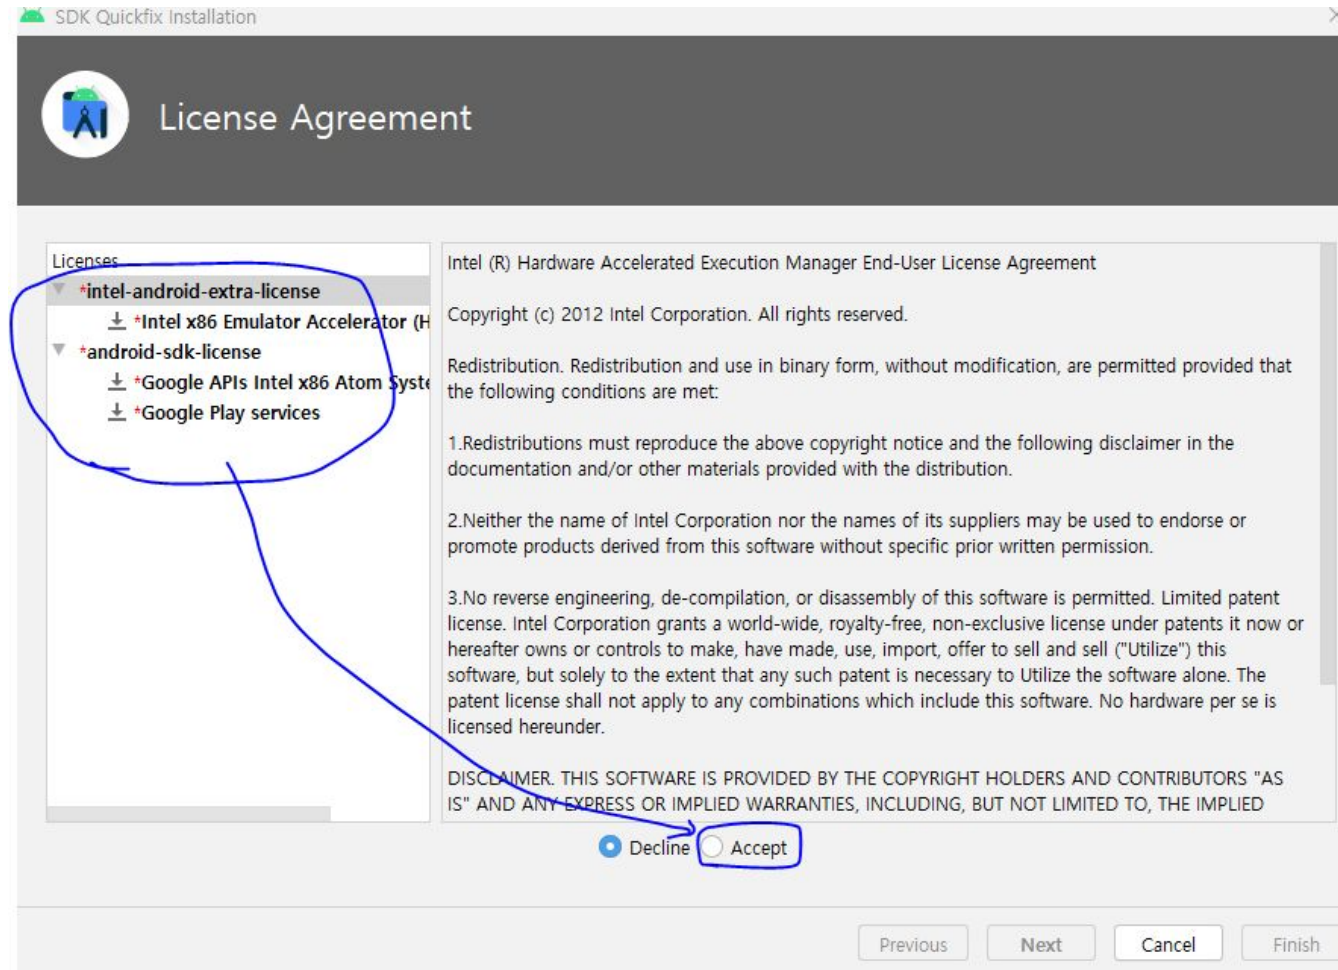 SDK Quickfix Installation
License Agreement
Licenses
*intel-android-extra-license
*Intel x86 Emulator Accelerator (H
*android-sdk-license
*Google APIs Intel x86 Atom Syste
*Google Play services
Intel (R) Hardware Accelerated Execution Manager End-User License Agreement
Copyright (c) 2012 Intel Corporation. All rights reserved.
Redistribution. Redistribution and use in binary form, without modification, are permitted provided that
the following conditions are met:
1.Redistributions must reproduce the above copyright notice and the following disclaimer in the
documentation and/or other materials provided with the distribution.
2.Neither the name of Intel Corporation nor the names of its suppliers may be used to endorse or
promote products derived from this software without specific prior written permission.
3.No reverse engineering, de-compilation, or disassembly of this software is permitted. Limited patent
license. Intel Corporation grants a world-wide, royalty-free, non-exclusive license under patents it now or
hereafter owns or controls to make, have made, use, import, offer to sell and sell ("Utilize") this
software, but solely to the extent that any such patent is necessary to Utilize the software alone. The
patent license shall not apply to any combinations which include this software. No hardware per se is
licensed hereunder.
DISCLAIMER. THIS SOFTWARE IS PROVIDED BY THE COPYRIGHT HOLDERS AND CONTRIBUTORS "AS
IS" AND ANY EXPRESS OR IMPLIED WARRANTIES, INCLUDING, BUT NOT LIMITED TO, THE IMPLIED
Decline Accept
Previous Next Cancel Finish